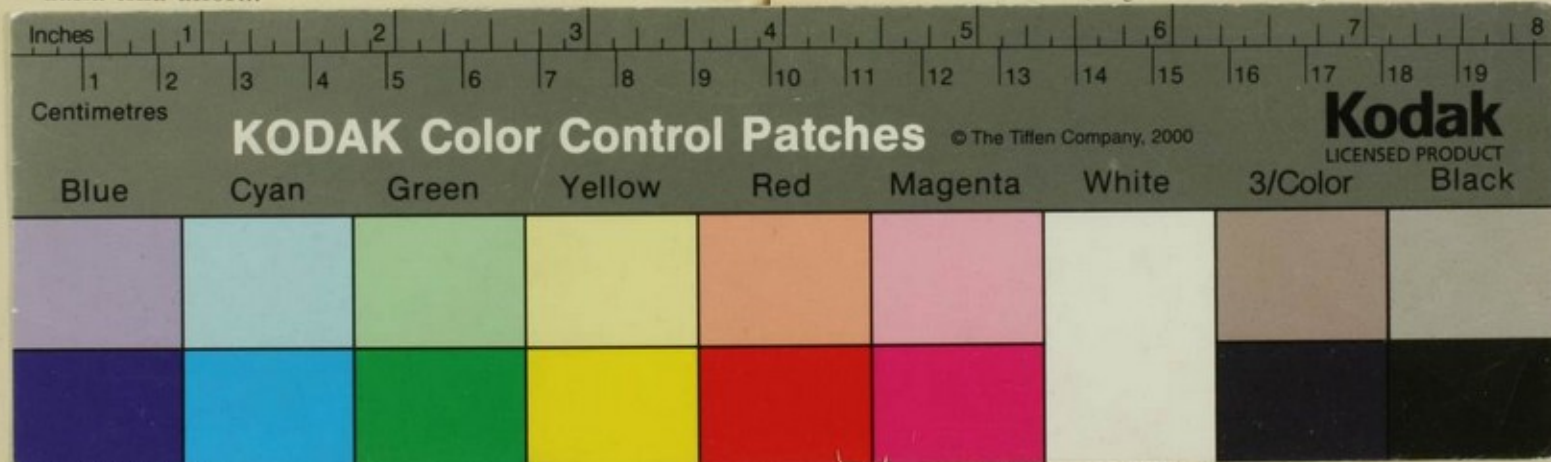 Inches 1 2 3 4 5 6 7 8
1 2 3 4 5 6 7 8 9 10 11 12 13 14 15 16 17 18 19
Centimetres
KODAK Color Control Patches © The Tiffen Company, 2000 Kodak
LICENSED PRODUCT
Blue Cyan Green Yellow Red Magenta White 3/Color Black